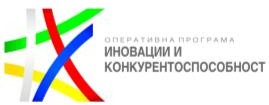 ОПЕРАТИВНА ПРОГРАМА
ИНОВАЦИИ И
КОНКУРЕНТОСПОСОБНОСТ